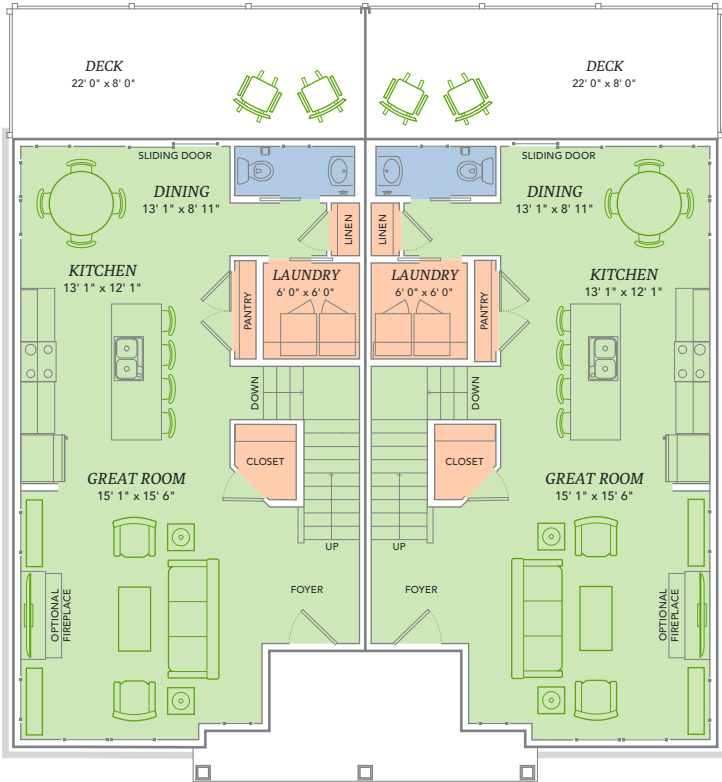 DECK
22' 0" x 8' 0"
DECK
22' 0" x 8' 0"
SLIDING DOOR
SLIDING DOOR
DINING
13' 1" x 8' 11"
DINING
13' 1" x 8' 11"
LINEN
LINEN
KITCHEN
13' 1" x 12' 1"
LAUNDRY
6' 0" x 6' 0"
LAUNDRY
6' 0" x 6' 0"
KITCHEN
13' 1" x 12' 1"
PANTRY
PANTRY
DOWN
DOWN
CLOSET
CLOSET
GREAT ROOM
15' 1" x 15' 6"
GREAT ROOM
15' 1" x 15' 6"
UP
UP
FOYER
FOYER
OPTIONAL
FIREPLACE
OPTIONAL
FIREPLACE